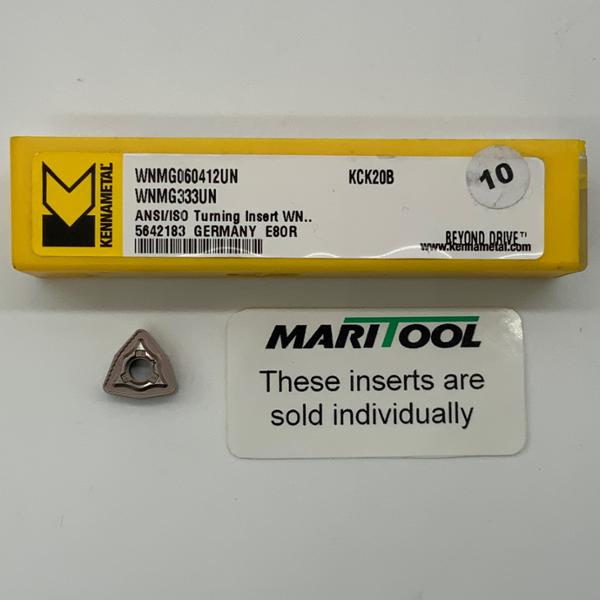 KENNAMETAL
WNMG060412UN KCK20B
WNMG333UN
ANSI/ISO Turning Insert WN..
5642183 GERMANY E80R
10
BEYOND DRIVE™
www.kennametal.com
MARITOOL
These inserts are
sold individually